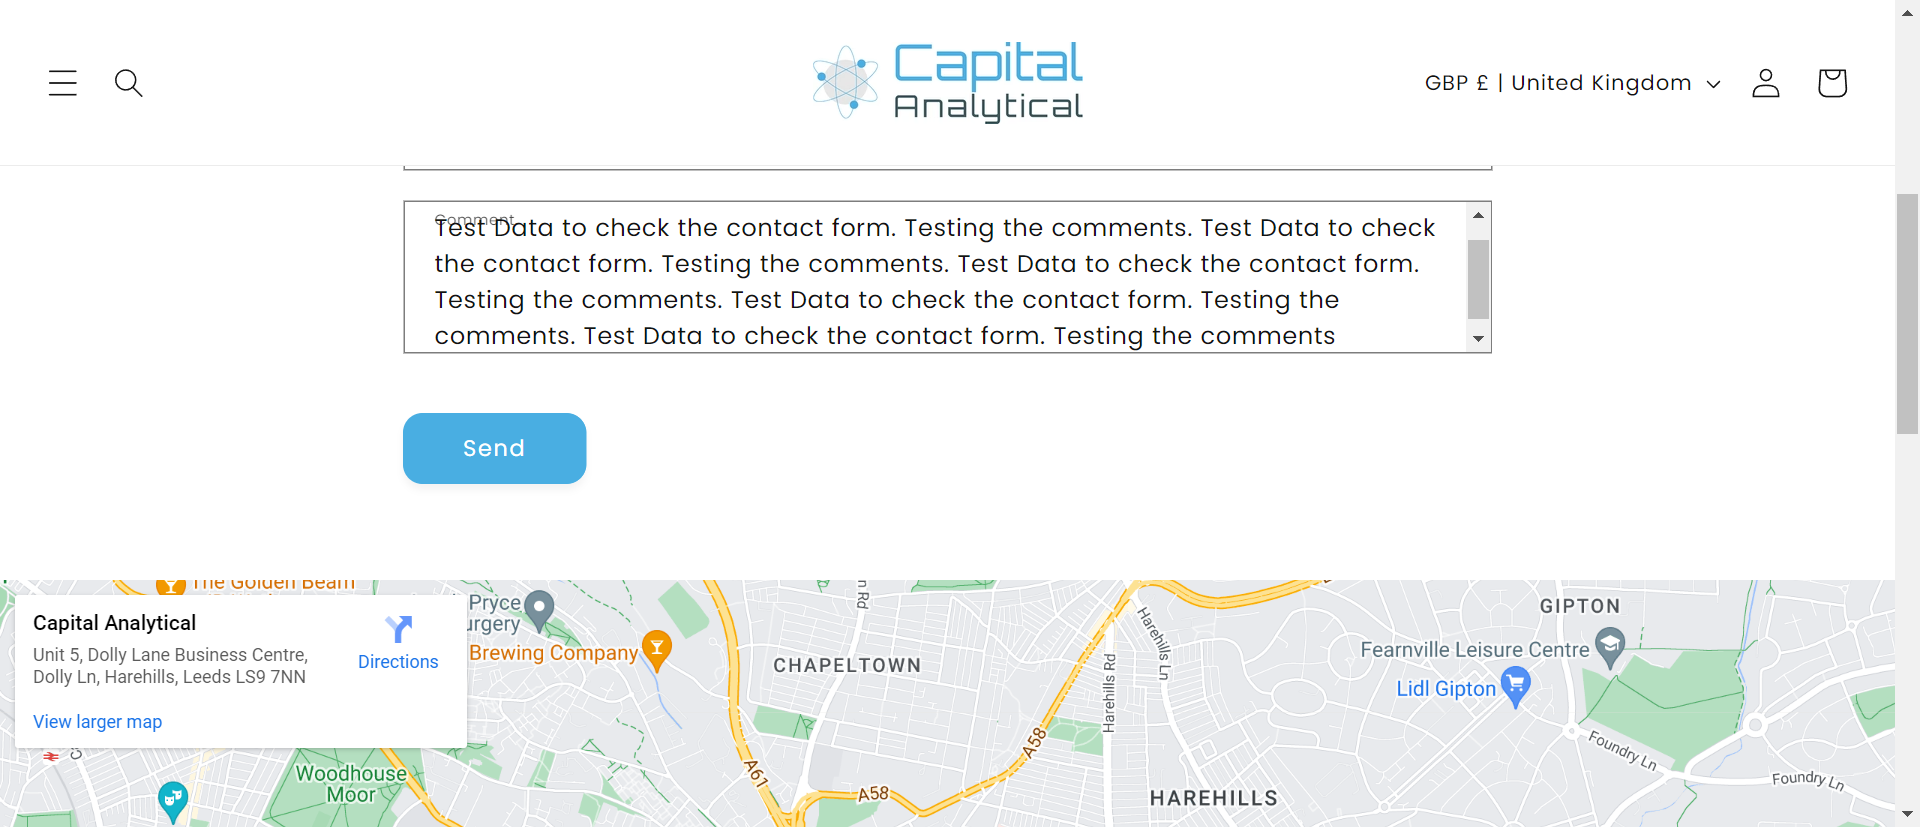 Capital
Analytical
GBP £ | United Kingdom
Comment
Test Data to check the contact form. Testing the comments. Test Data to check
the contact form. Testing the comments. Test Data to check the contact form.
Testing the comments. Test Data to check the contact form. Testing the
comments. Test Data to check the contact form. Testing the comments
Send
The Golden Beam
Capital Analytical
Unit 5, Dolly Lane Business Centre,
Dolly Ln, Harehills, Leeds LS9 7NN
Directions
View larger map
Pryce
urgery
Brewing Company
CHAPELTOWN
n Rd
Harehills Ln
Harehills Rd
GIPTON
Fearnville Leisure Centre
Lidl Gipton
A58
A61
A58
Woodhouse
Moor
HAREHILLS
Foundry Ln
Foundry Ln